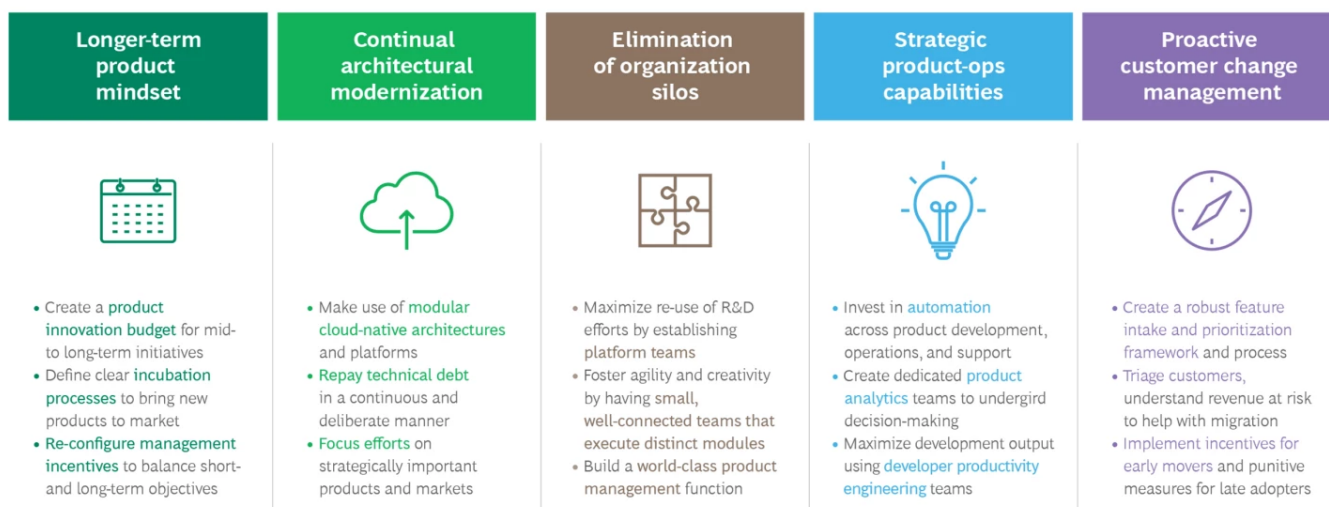 Longer-term
product
mindset
Continual
architectural
modernization
Elimination
of organization
silos
Strategic
product-ops
capabilities
Proactive
customer change
management
• Create a product
innovation budget for mid-
to long-term initiatives
• Define clear incubation
processes to bring new
products to market
• Re-configure management
incentives to balance short-
and long-term objectives
• Make use of modular
cloud-native architectures
and platforms
• Repay technical debt
in a continuous and
deliberate manner
• Focus efforts on
strategically important
products and markets
• Maximize re-use of R&D
efforts by establishing
platform teams
• Foster agility and creativity
by having small,
well-connected teams that
execute distinct modules
• Build a world-class product
management function
• Invest in automation
across product development,
operations, and support
• Create dedicated product
analytics teams to undergird
decision-making
• Maximize development output
using developer productivity
engineering teams
• Create a robust feature
intake and prioritization
framework and process
• Triage customers,
understand revenue at risk
to help with migration
• Implement incentives for
early movers and punitive
measures for late adopters